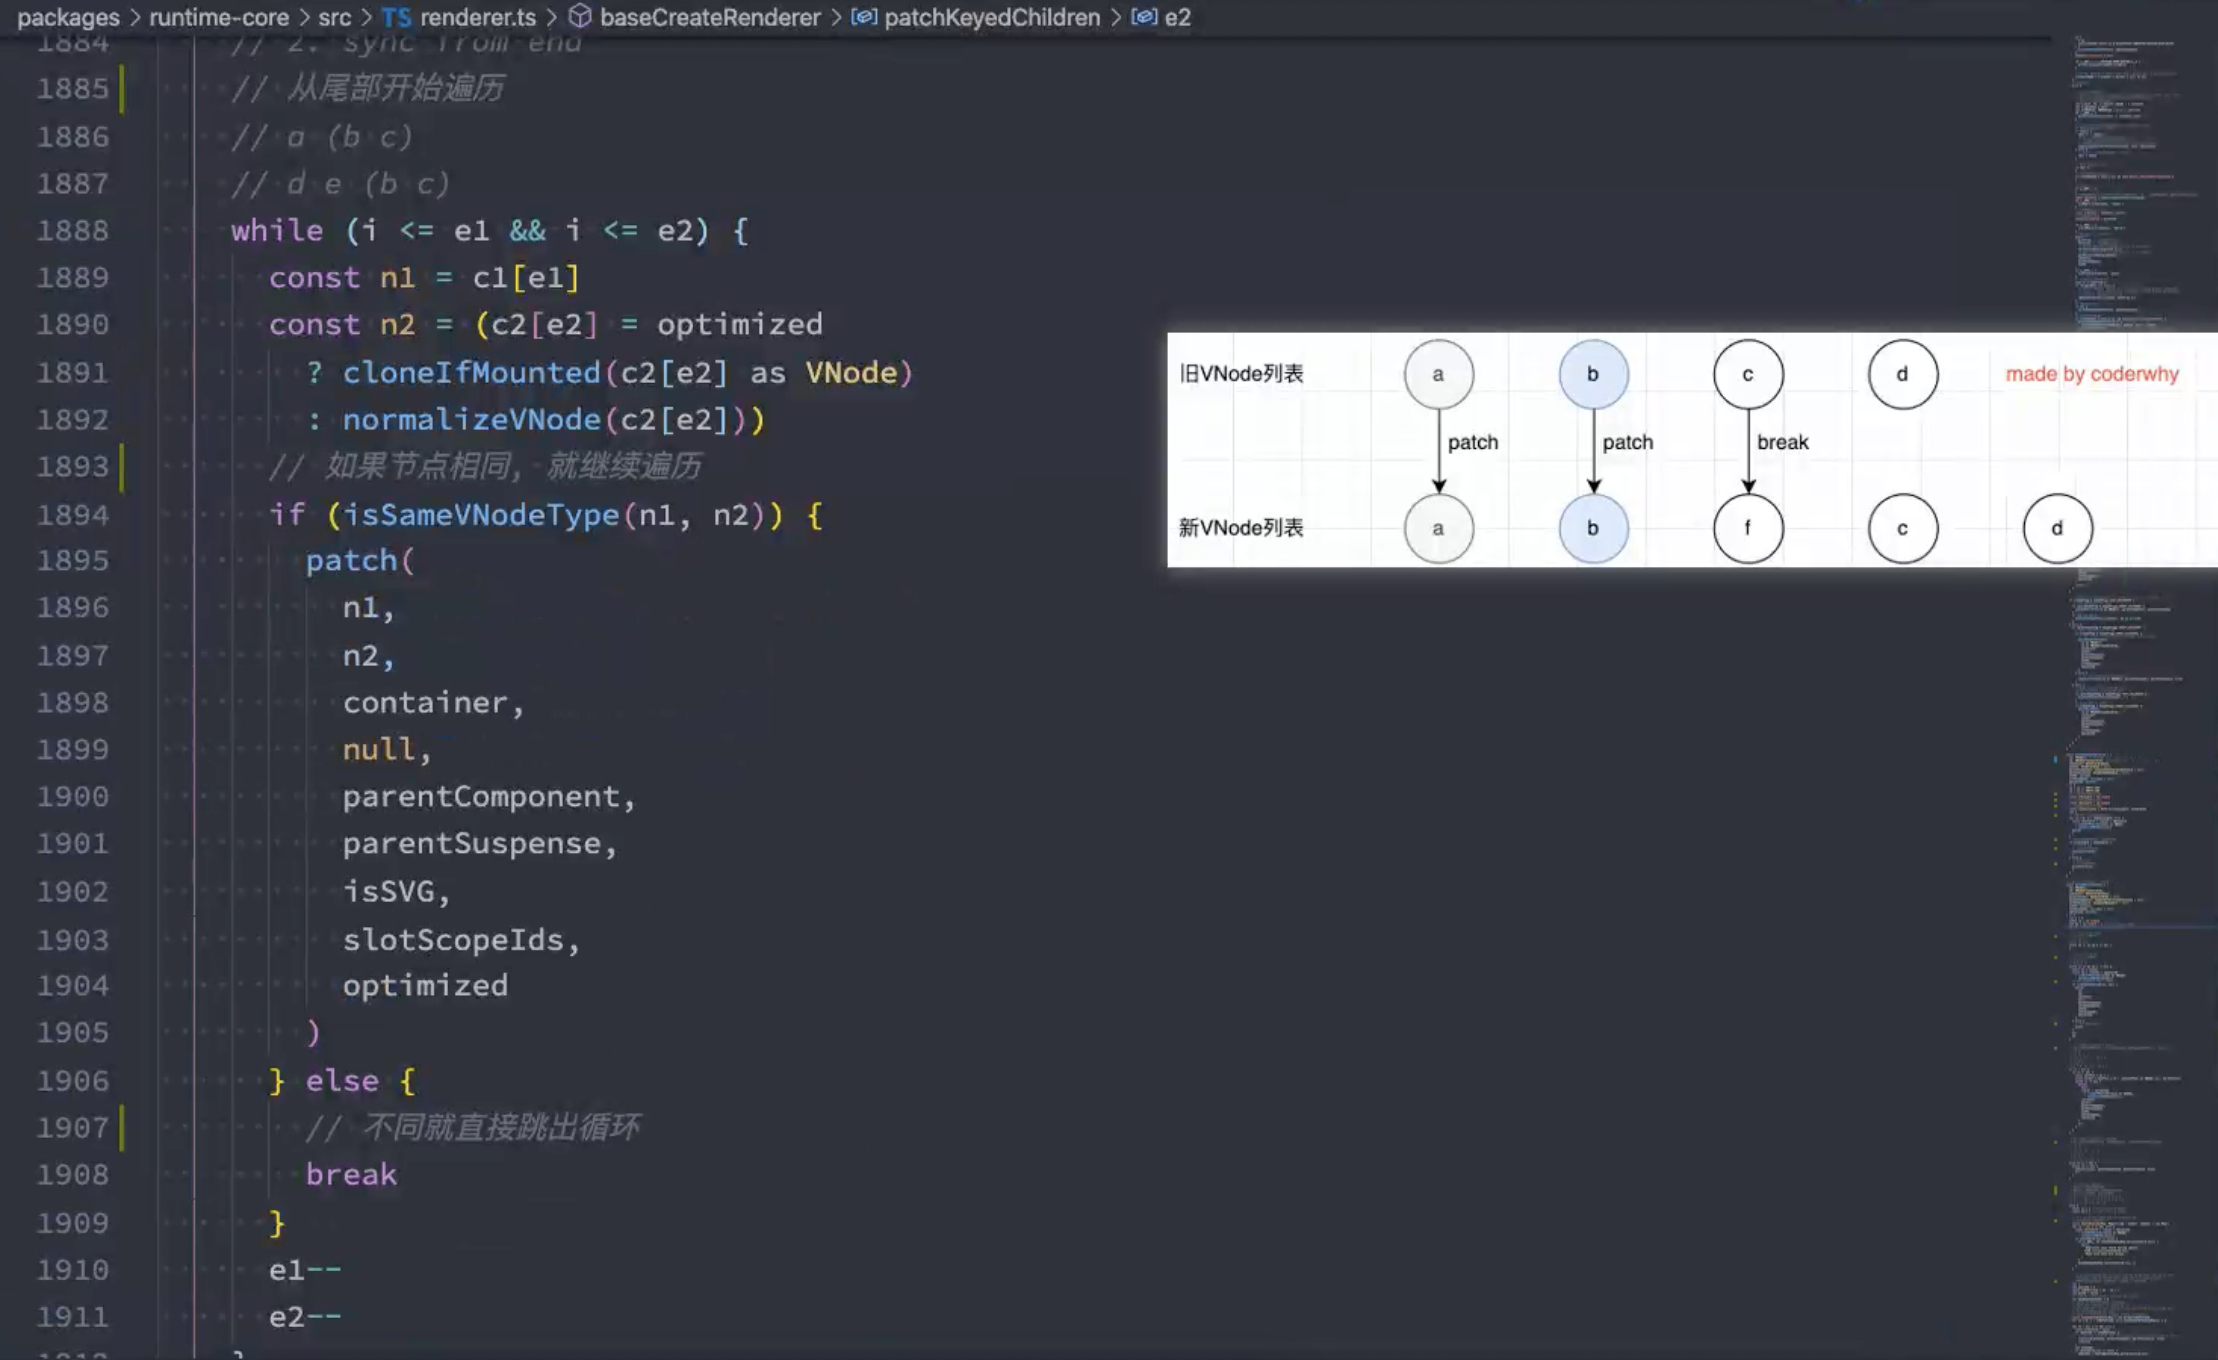 packages > runtime-core > src > TS renderer.ts > baseCreateRenderer > patchKeyedChildren > e2
1884 // 2. sync from end
1885 // 从尾部开始遍历
1886 // a (b c)
1887 // d e (b c)
1888 while (i <= e1 && i <= e2) {
1889 const n1 = c1[e1]
1890 const n2 = (c2[e2] = optimized
1891 ? cloneIfMounted(c2[e2] as VNode)
1892 : normalizeVNode(c2[e2]))
1893 // 如果节点相同，就继续遍历
1894 if (isSameVNodeType(n1, n2)) {
1895 patch(
1896 n1,
1897 n2,
1898 container,
1899 null,
1900 parentComponent,
1901 parentSuspense,
1902 isSVG,
1903 slotScopeIds,
1904 optimized
1905 )
1906 } else {
1907 // 不同就直接跳出循环
1908 break
1909 }
1910 e1--
1911 e2--
1912 }
旧VNode列表 a b c d made by coderwhy
patch patch break
新VNode列表 a b f c d